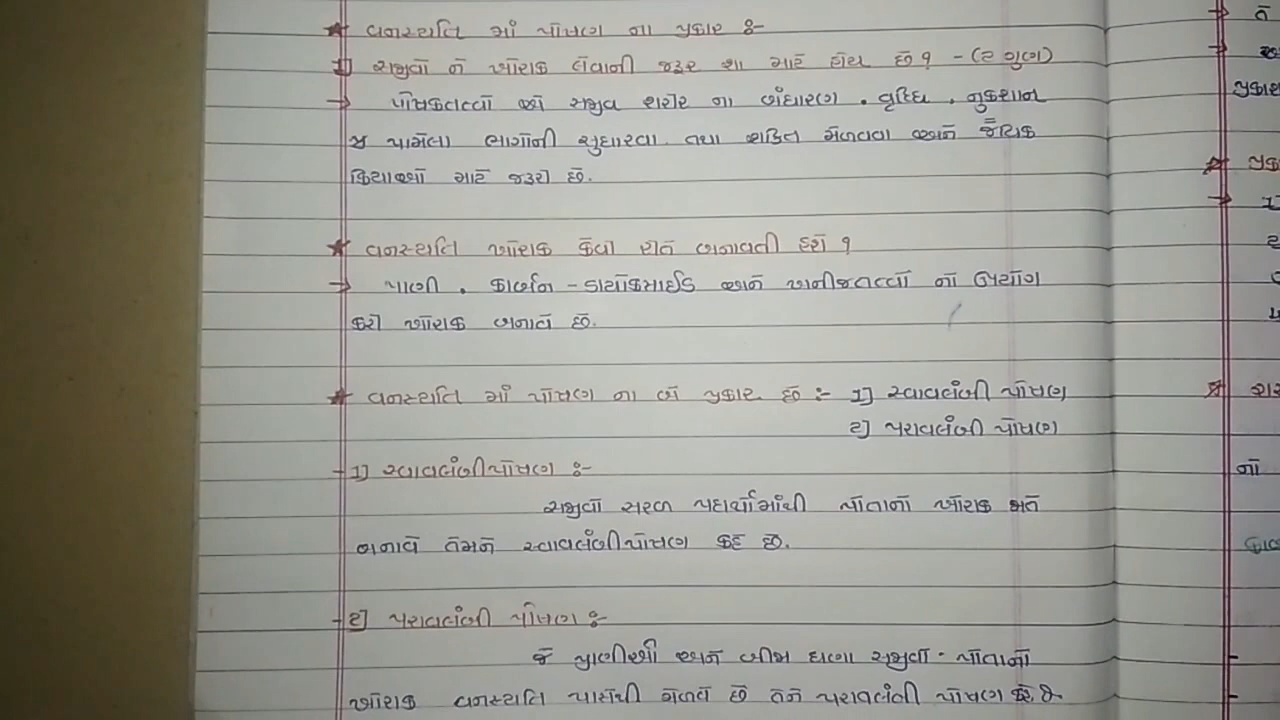 ★ વનસ્પતિ માં પોષણ ના પ્રકાર :-
1] સજીવો ને ખોરાક લેવાની જરૂર શા માટે હોય છે ? - (૨ ગુણ)
→ પોષકતત્વો એ સજીવ શરીર ના બંધારણ , વૃધ્ધિ , નુકશાન
પામેલા ભાગોની સુધારવા તથા શક્તિ મેળવવા અને જૈવિક
ક્રિયાઓ માટે જરૂરી છે.
★ વનસ્પતિ ખોરાક કેવી રીતે બનાવતી હશે ?
→ પાણી , કાર્બન - ડાયોક્સાઈડ અને ખનીજતત્વો નો ઉપયોગ
કરી ખોરાક બનાવે છે.
★ વનસ્પતિ માં પોષણ ના બે પ્રકાર છે :- 1] સ્વાવલંબી પોષણ
૨] પરાવલંબી પોષણ
→ 1] સ્વાવલંબીપોષણ :-
સજીવો સરળ પદાર્થોમાંથી પોતાનો ખોરાક જાતે
બનાવે તેમને સ્વાવલંબીપોષણ કહે છે.
→ ૨] પરાવલંબી પોષણ :-
જે પ્રાણીઓ અને બીજા ઘણા સજીવો પોતાનો
ખોરાક વનસ્પતિ પાસેથી મેળવે છે તેને પરાવલંબી પોષણ કહે છે.